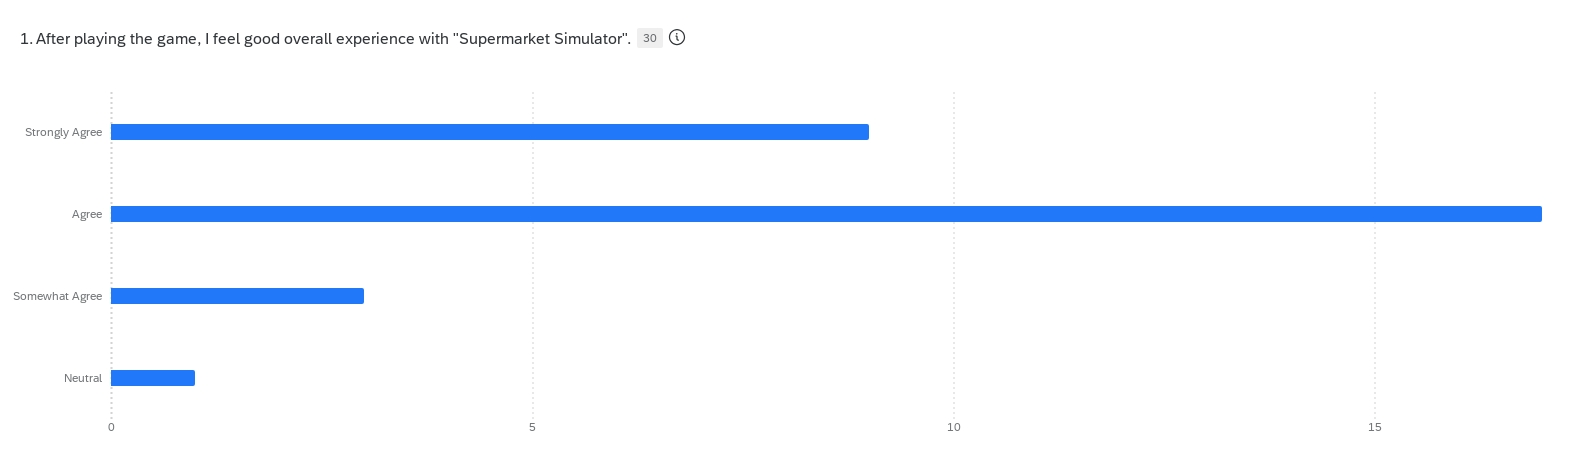 1. After playing the game, I feel good overall experience with "Supermarket Simulator". 30
Strongly Agree
Agree
Somewhat Agree
Neutral
0 5 10 15